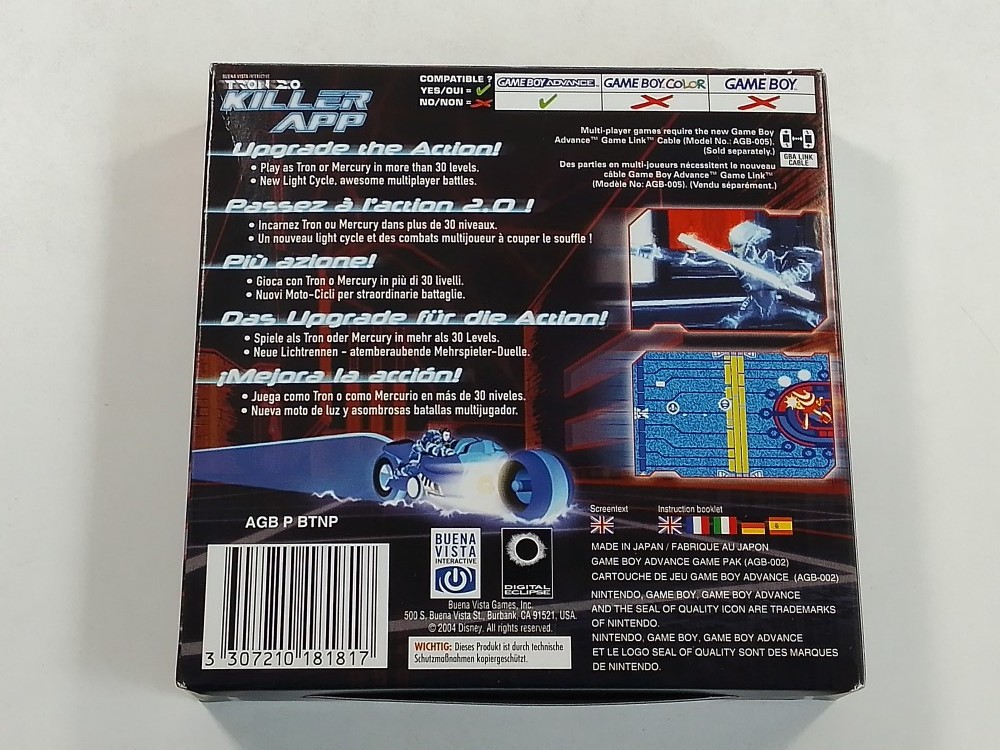 BUENA VISTA INTERACTIVE
TRON 2.0
KILLER
APP
COMPATIBLE ?
YES/OUI =
NO/NON =
GAME BOY ADVANCE™
GAME BOY COLOR
GAME BOY™
Multi-player games require the new Game Boy
Advance™ Game Link™ Cable (Model No.: AGB-005).
(Sold separately.)
Des parties en multi-joueurs nécessitent le nouveau
câble Game Boy Advance™ Game Link™
(Modèle No: AGB-005). (Vendu séparément.)
GBA LINK
CABLE
Upgrade the Action!
• Play as Tron or Mercury in more than 30 levels.
• New Light Cycle, awesome multiplayer battles.
Passez à l'action 2.0 !
• Incarnez Tron ou Mercury dans plus de 30 niveaux.
• Un nouveau light cycle et des combats multijoueur à couper le souffle !
Più azione!
• Gioca con Tron o Mercury in più di 30 livelli.
• Nuovi Moto-Cicli per straordinarie battaglie.
Das Upgrade für die Action!
• Spiele als Tron oder Mercury in mehr als 30 Levels.
• Neue Lichtrennen – atemberaubende Mehrspieler-Duelle.
¡Mejora la acción!
• Juega como Tron o como Mercurio en más de 30 niveles.
• Nueva moto de luz y asombrosas batallas multijugador.
AGB P BTNP
3 307210 181817
BUENA
VISTA
INTERACTIVE
DIGITAL
ECLIPSE
Buena Vista Games, Inc.
500 S. Buena Vista St., Burbank, CA 91521, USA.
© 2004 Disney. All rights reserved.
WICHTIG: Dieses Produkt ist durch technische
Schutzmaßnahmen kopiergeschützt.
Screentext
Instruction booklet
MADE IN JAPAN / FABRIQUE AU JAPON
GAME BOY ADVANCE GAME PAK (AGB-002)
CARTOUCHE DE JEU GAME BOY ADVANCE (AGB-002)
NINTENDO, GAME BOY, GAME BOY ADVANCE
AND THE SEAL OF QUALITY ICON ARE TRADEMARKS
OF NINTENDO.
NINTENDO, GAME BOY, GAME BOY ADVANCE
ET LE LOGO SEAL OF QUALITY SONT DES MARQUES
DE NINTENDO.